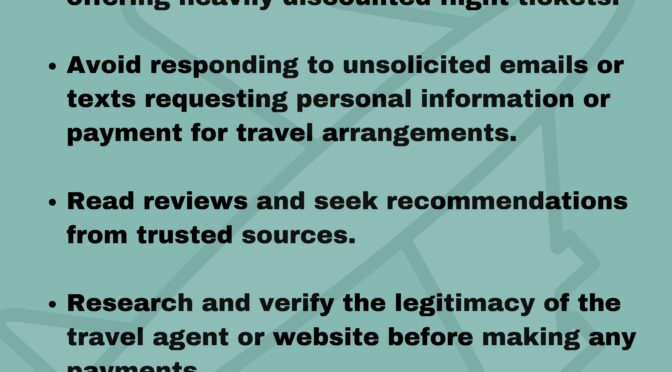 offering heavily discounted flight tickets.
• Avoid responding to unsolicited emails or
texts requesting personal information or
payment for travel arrangements.
• Read reviews and seek recommendations
from trusted sources.
• Research and verify the legitimacy of the
travel agent or website before making any
payments.